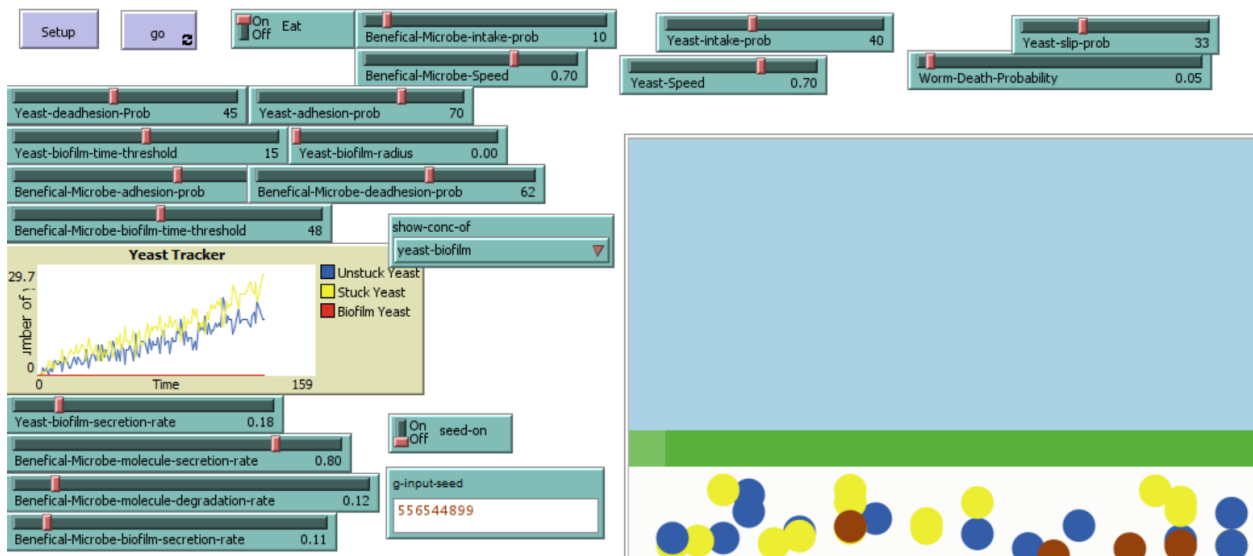 Setup
go
On
Off
Eat
Benefical-Microbe-intake-prob 10
Yeast-intake-prob 40
Yeast-slip-prob 33
Benefical-Microbe-Speed 0.70
Yeast-Speed 0.70
Worm-Death-Probability 0.05
Yeast-deadhesion-Prob 45
Yeast-adhesion-prob 70
Yeast-biofilm-time-threshold 15
Yeast-biofilm-radius 0.00
Benefical-Microbe-adhesion-prob
Benefical-Microbe-deadhesion-prob 62
Benefical-Microbe-biofilm-time-threshold 48
show-conc-of
yeast-biofilm
Yeast Tracker
29.7
0
0
Time
159
Unstuck Yeast
Stuck Yeast
Biofilm Yeast
Yeast-biofilm-secretion-rate 0.18
On
Off
seed-on
Benefical-Microbe-molecule-secretion-rate 0.80
Benefical-Microbe-molecule-degradation-rate 0.12
Benefical-Microbe-biofilm-secretion-rate 0.11
g-input-seed
556544899